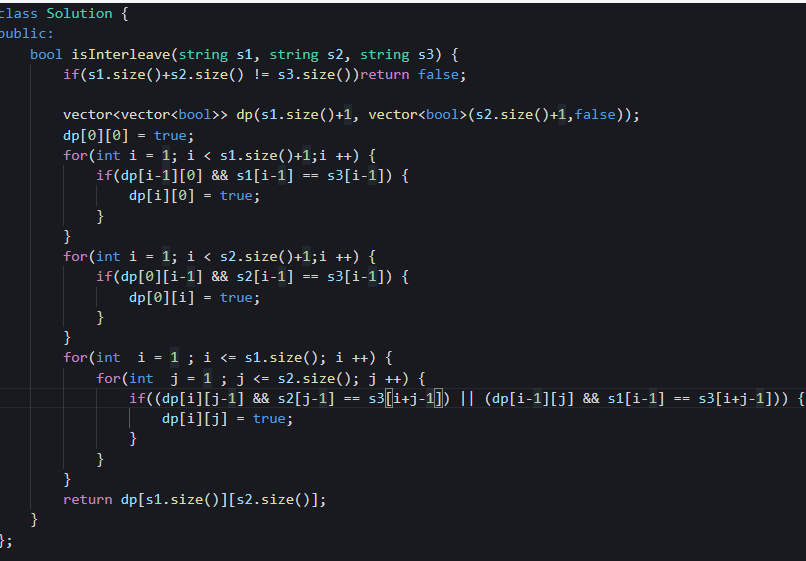 class Solution {
public:
    bool isInterleave(string s1, string s2, string s3) {
        if(s1.size()+s2.size() != s3.size())return false;

        vector<vector<bool>> dp(s1.size()+1, vector<bool>(s2.size()+1,false));
        dp[0][0] = true;
        for(int i = 1; i < s1.size()+1;i ++) {
            if(dp[i-1][0] && s1[i-1] == s3[i-1]) {
                dp[i][0] = true;
            }
        }
        for(int i = 1; i < s2.size()+1;i ++) {
            if(dp[0][i-1] && s2[i-1] == s3[i-1]) {
                dp[0][i] = true;
            }
        }
        for(int  i = 1 ; i <= s1.size(); i ++) {
            for(int  j = 1 ; j <= s2.size(); j ++) {
                if((dp[i][j-1] && s2[j-1] == s3[i+j-1]) || (dp[i-1][j] && s1[i-1] == s3[i+j-1])) {
                    dp[i][j] = true;
                }
            }
        }
        return dp[s1.size()][s2.size()];
    }
};